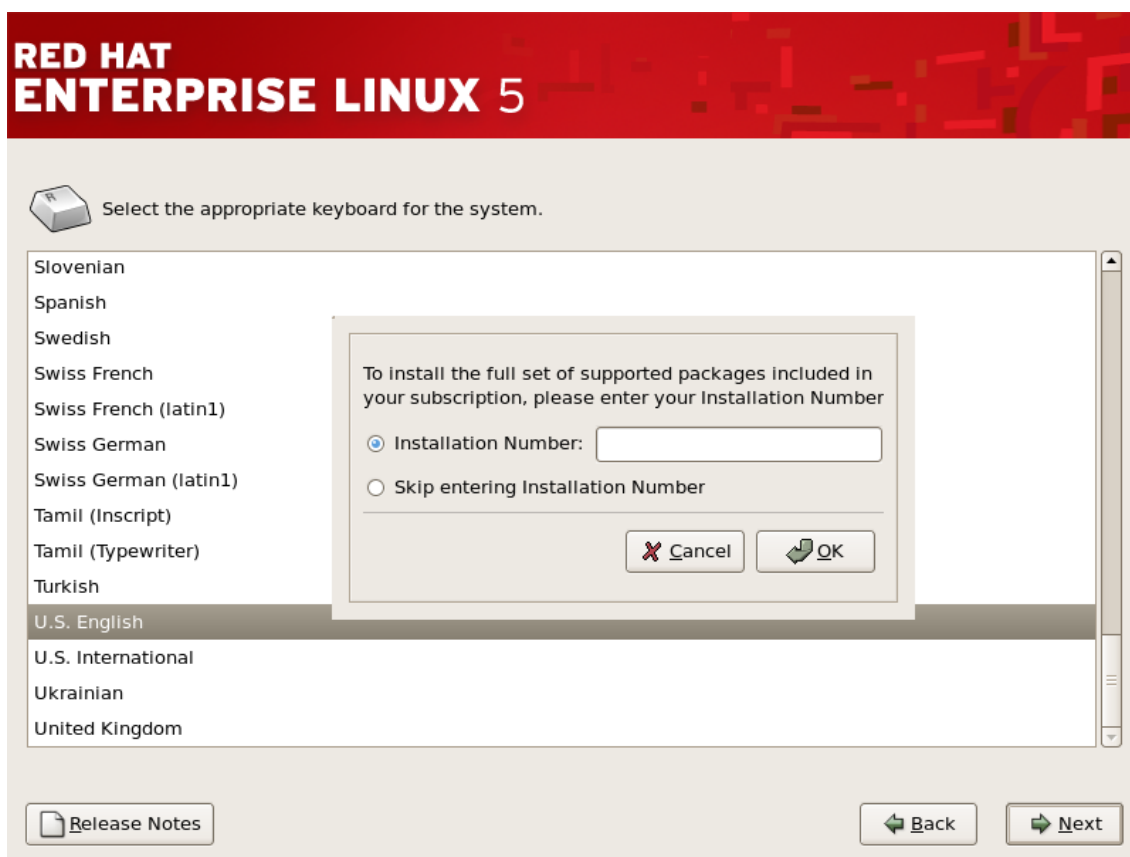 RED HAT
ENTERPRISE LINUX 5
R
Select the appropriate keyboard for the system.
Slovenian
Spanish
Swedish
Swiss French
Swiss French (latin1)
Swiss German
Swiss German (latin1)
Tamil (Inscript)
Tamil (Typewriter)
Turkish
U.S. English
U.S. International
Ukrainian
United Kingdom
To install the full set of supported packages included in
your subscription, please enter your Installation Number
Installation Number:
Skip entering Installation Number
Cancel
OK
Release Notes
Back
Next